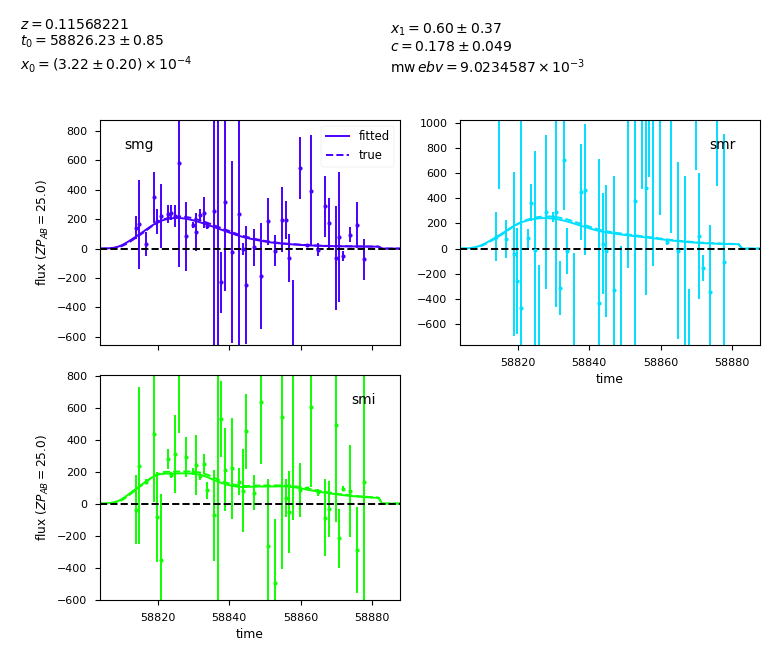 z = 0.11568221
t₀ = 58826.23 ± 0.85
x₀ = (3.22 ± 0.20) × 10⁻⁴
x₁ = 0.60 ± 0.37
c = 0.178 ± 0.049
mw ebv = 9.0234587 × 10⁻³
smg
fitted
true
800
600
400
200
0
−200
−400
−600
flux (ZP_AB = 25.0)
smr
1000
800
600
400
200
0
−200
−400
−600
58820
58840
58860
58880
time
smi
800
600
400
200
0
−200
−400
−600
flux (ZP_AB = 25.0)
58820
58840
58860
58880
time